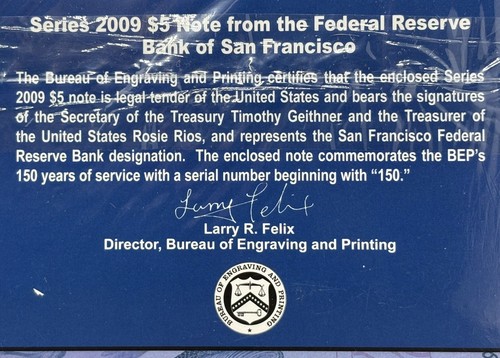 Series 2009 $5 Note from the Federal Reserve
Bank of San Francisco
The Bureau of Engraving and Printing certifies that the enclosed Series
2009 $5 note is legal tender of the United States and bears the signatures
of the Secretary of the Treasury Timothy Geithner and the Treasurer of
the United States Rosie Rios, and represents the San Francisco Federal
Reserve Bank designation. The enclosed note commemorates the BEP's
150 years of service with a serial number beginning with “150.”
Larry Felix
Larry R. Felix
Director, Bureau of Engraving and Printing
BUREAU OF ENGRAVING AND PRINTING